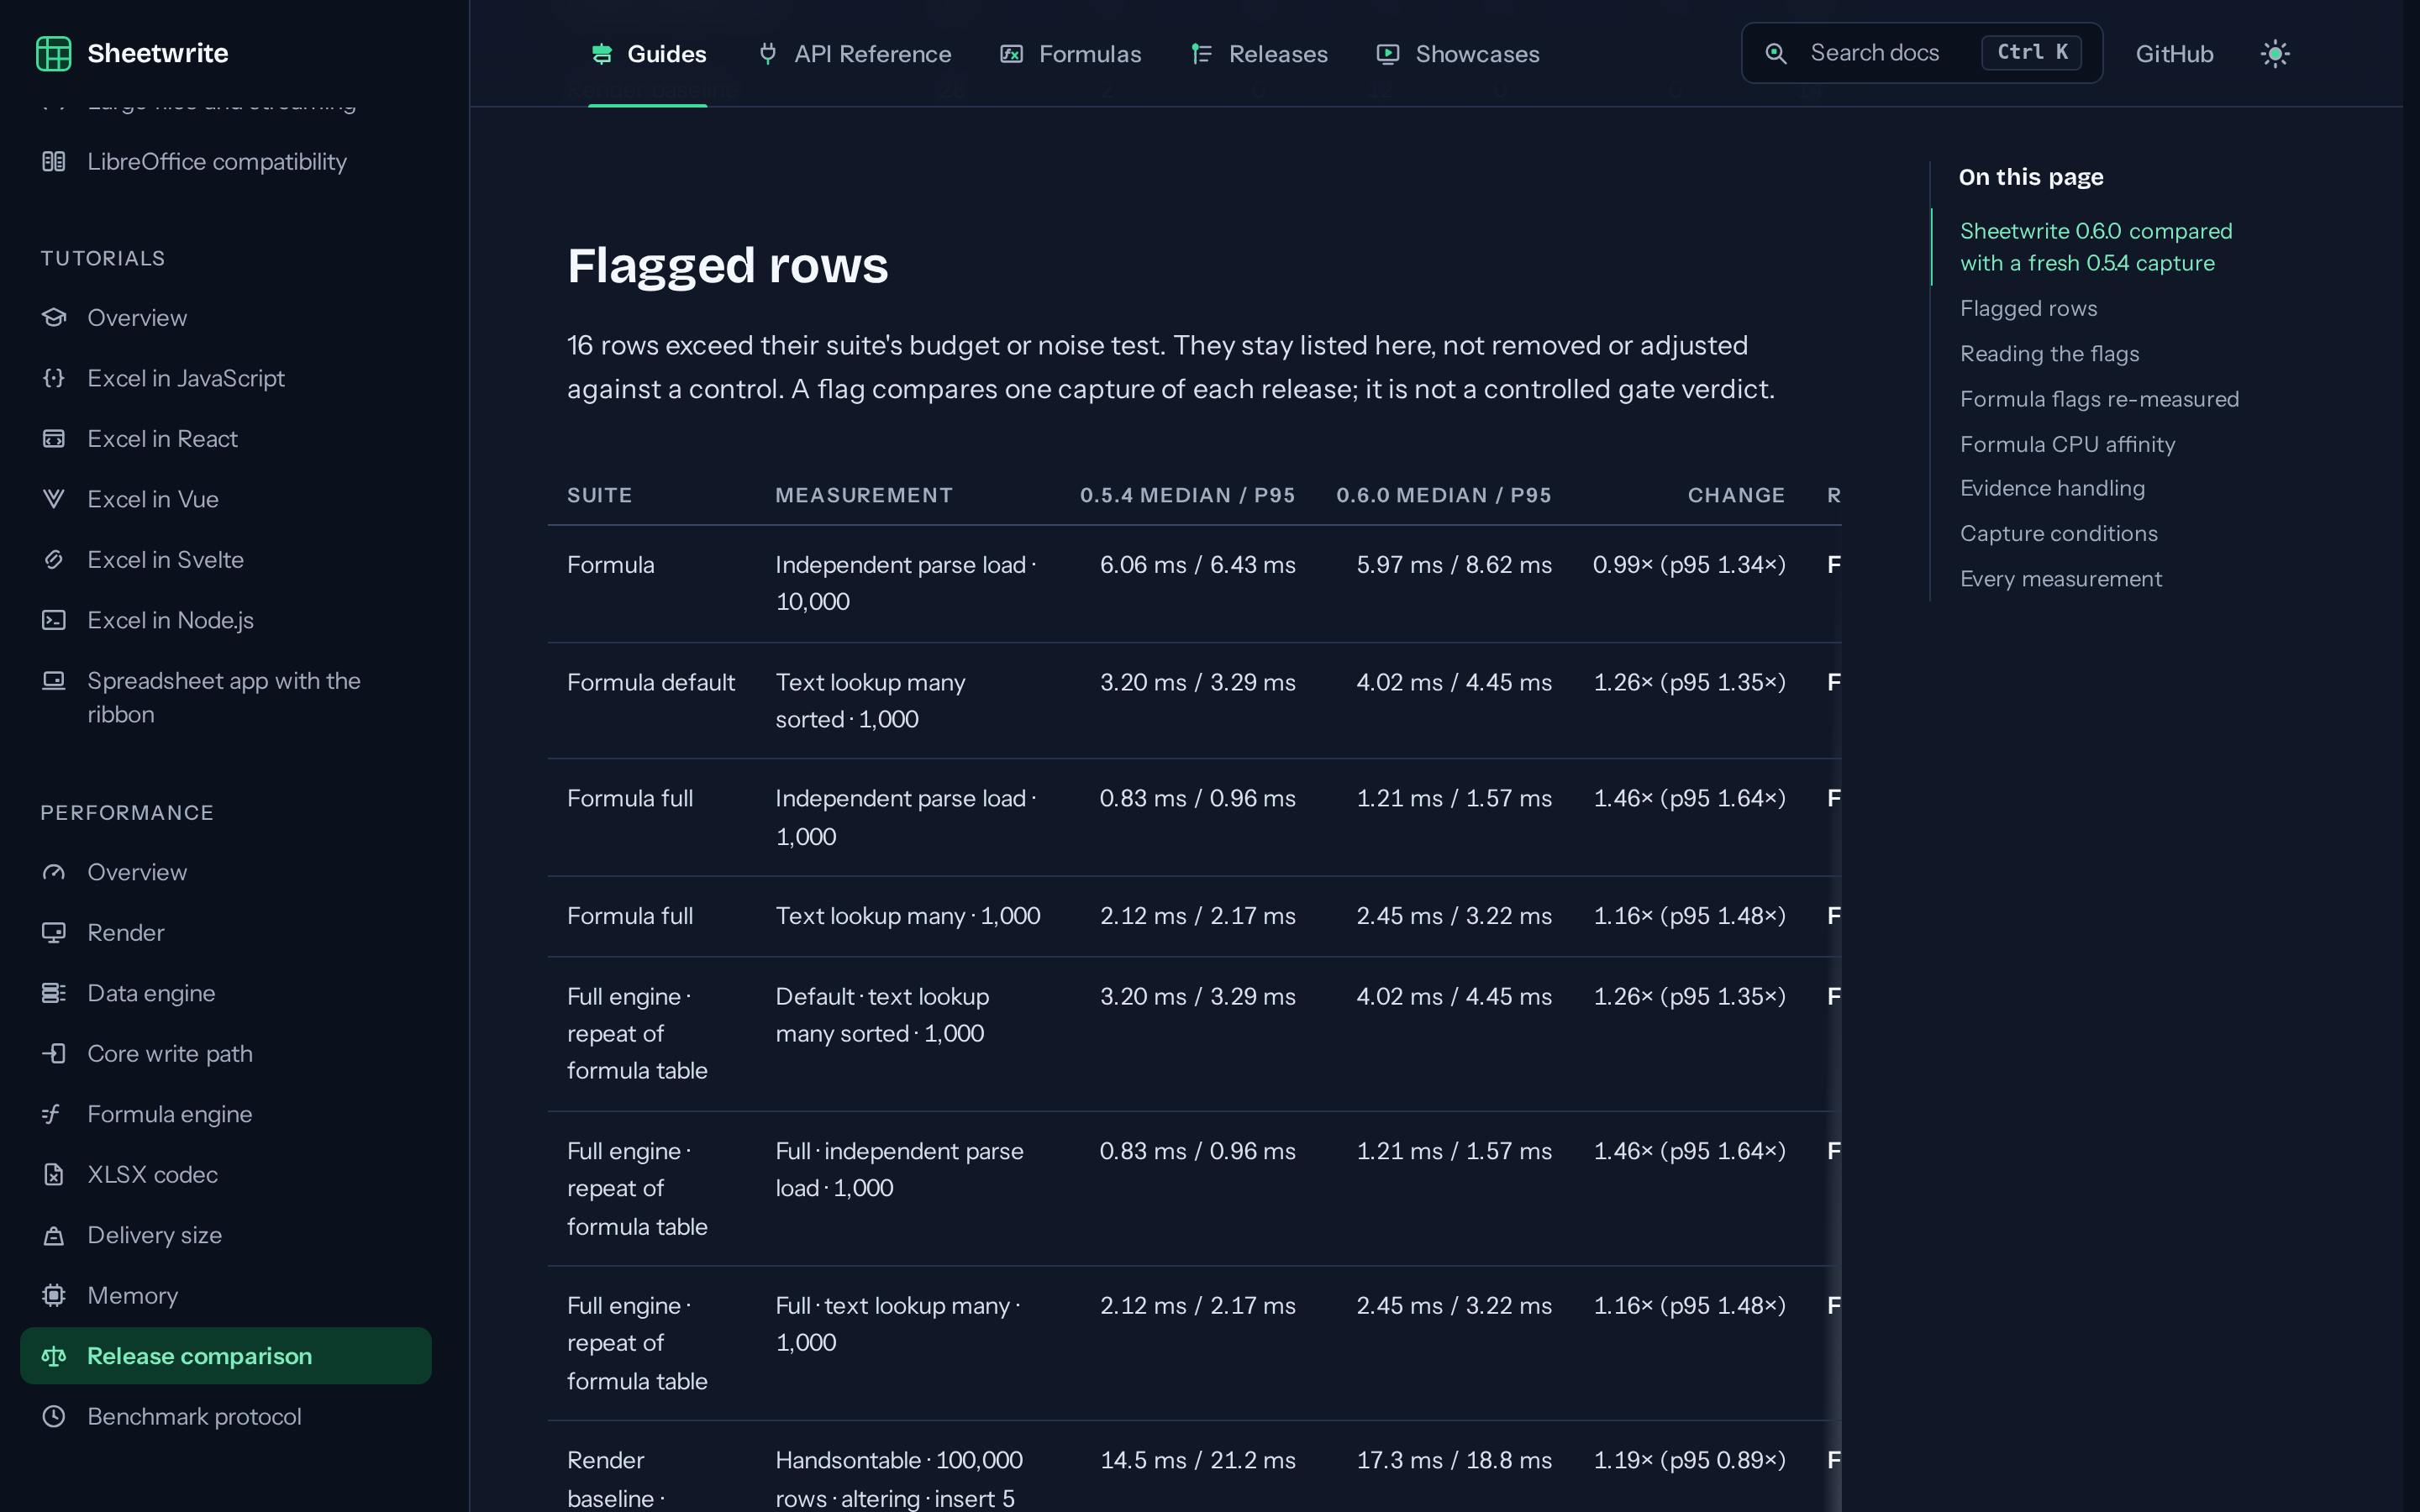 Sheetwrite
Guides
API Reference
Formulas
Releases
Showcases
Search docs
Ctrl K
GitHub
Large files and streaming
LibreOffice compatibility
TUTORIALS
Overview
Excel in JavaScript
Excel in React
Excel in Vue
Excel in Svelte
Excel in Node.js
Spreadsheet app with the
ribbon
PERFORMANCE
Overview
Render
Data engine
Core write path
Formula engine
XLSX codec
Delivery size
Memory
Release comparison
Benchmark protocol
Flagged rows
16 rows exceed their suite's budget or noise test. They stay listed here, not removed or adjusted
against a control. A flag compares one capture of each release; it is not a controlled gate verdict.
SUITE MEASUREMENT 0.5.4 MEDIAN / P95 0.6.0 MEDIAN / P95 CHANGE R
Formula Independent parse load · 6.06 ms / 6.43 ms 5.97 ms / 8.62 ms 0.99× (p95 1.34×) F
10,000
Formula default Text lookup many 3.20 ms / 3.29 ms 4.02 ms / 4.45 ms 1.26× (p95 1.35×) F
sorted · 1,000
Formula full Independent parse load · 0.83 ms / 0.96 ms 1.21 ms / 1.57 ms 1.46× (p95 1.64×) F
1,000
Formula full Text lookup many · 1,000 2.12 ms / 2.17 ms 2.45 ms / 3.22 ms 1.16× (p95 1.48×) F
Full engine · Default · text lookup 3.20 ms / 3.29 ms 4.02 ms / 4.45 ms 1.26× (p95 1.35×) F
repeat of many sorted · 1,000
formula table
Full engine · Full · independent parse 0.83 ms / 0.96 ms 1.21 ms / 1.57 ms 1.46× (p95 1.64×) F
repeat of load · 1,000
formula table
Full engine · Full · text lookup many · 2.12 ms / 2.17 ms 2.45 ms / 3.22 ms 1.16× (p95 1.48×) F
repeat of 1,000
formula table
Render Handsontable · 100,000 14.5 ms / 21.2 ms 17.3 ms / 18.8 ms 1.19× (p95 0.89×) F
baseline · rows · altering · insert 5
On this page
Sheetwrite 0.6.0 compared
with a fresh 0.5.4 capture
Flagged rows
Reading the flags
Formula flags re-measured
Formula CPU affinity
Evidence handling
Capture conditions
Every measurement